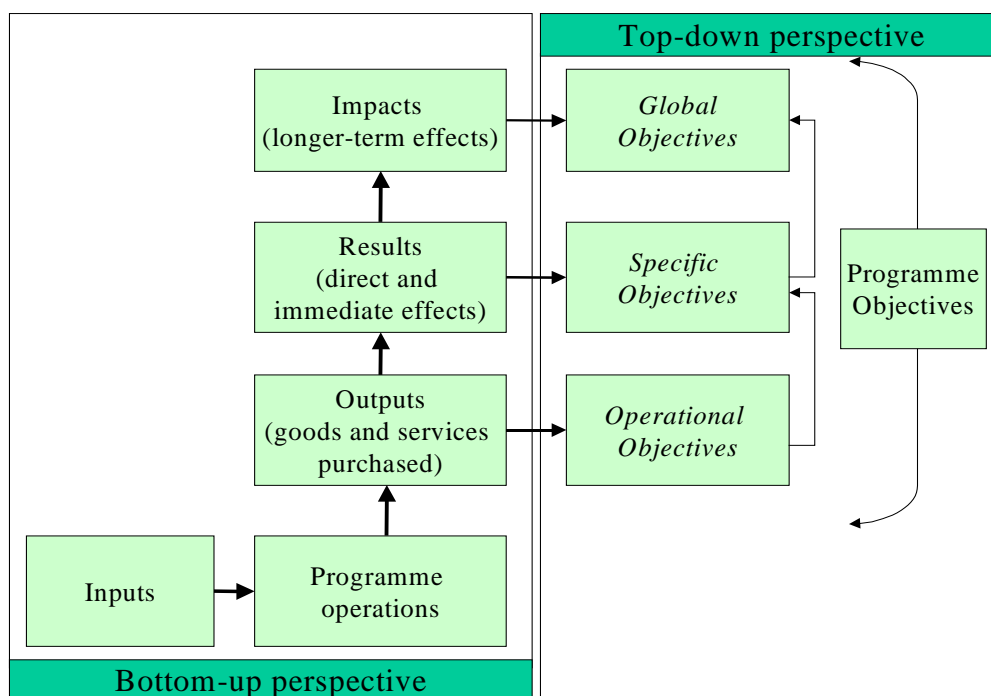 Top-down perspective
Impacts
(longer-term effects)
Global
Objectives
Results
(direct and
immediate effects)
Specific
Objectives
Programme
Objectives
Outputs
(goods and services
purchased)
Operational
Objectives
Inputs
Programme
operations
Bottom-up perspective